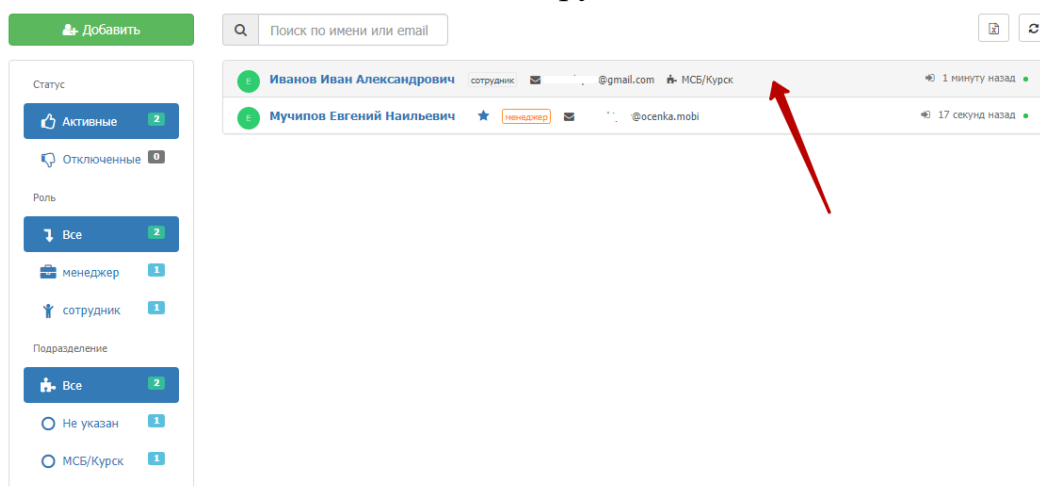 Добавить
Поиск по имени или email
Статус
Активные 2
Отключенные 0
Роль
Все 2
менеджер 1
сотрудник 1
Подразделение
Все 2
Не указан 1
МСБ/Курск 1
Е Иванов Иван Александрович сотрудник @gmail.com МСБ/Курск 1 минуту назад
Е Мучипов Евгений Наильевич менеджер @ocenka.mobi 17 секунд назад